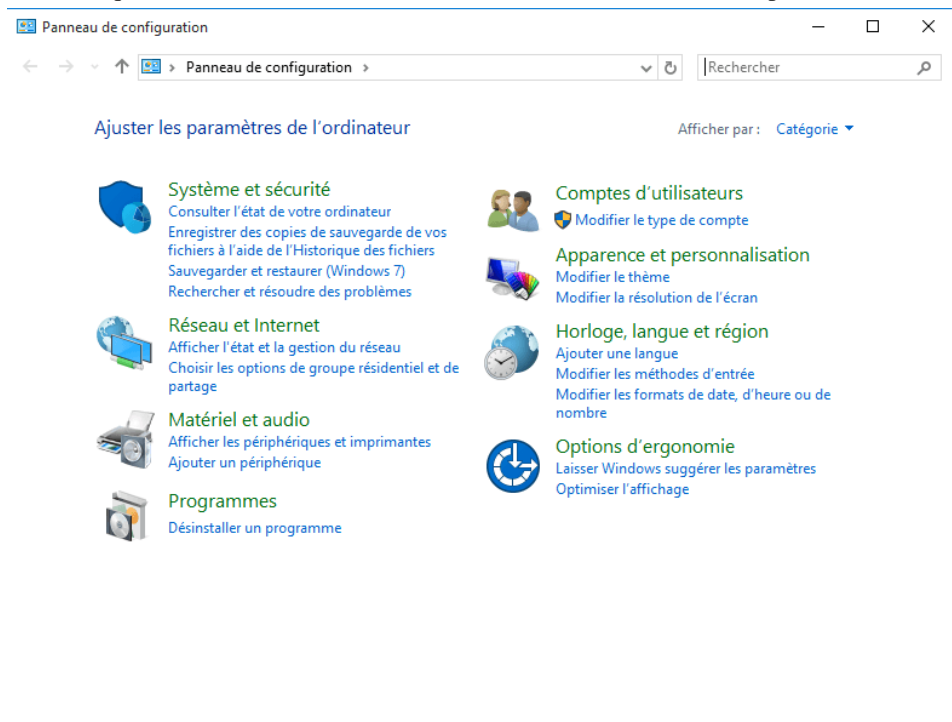 Panneau de configuration
Panneau de configuration
Rechercher
Ajuster les paramètres de l'ordinateur
Afficher par : Catégorie
Système et sécurité
Consulter l'état de votre ordinateur
Enregistrer des copies de sauvegarde de vos
fichiers à l'aide de l'Historique des fichiers
Sauvegarder et restaurer (Windows 7)
Rechercher et résoudre des problèmes
Réseau et Internet
Afficher l'état et la gestion du réseau
Choisir les options de groupe résidentiel et de
partage
Matériel et audio
Afficher les périphériques et imprimantes
Ajouter un périphérique
Programmes
Désinstaller un programme
Comptes d'utilisateurs
Modifier le type de compte
Apparence et personnalisation
Modifier le thème
Modifier la résolution de l'écran
Horloge, langue et région
Ajouter une langue
Modifier les méthodes d'entrée
Modifier les formats de date, d'heure ou de
nombre
Options d'ergonomie
Laisser Windows suggérer les paramètres
Optimiser l'affichage